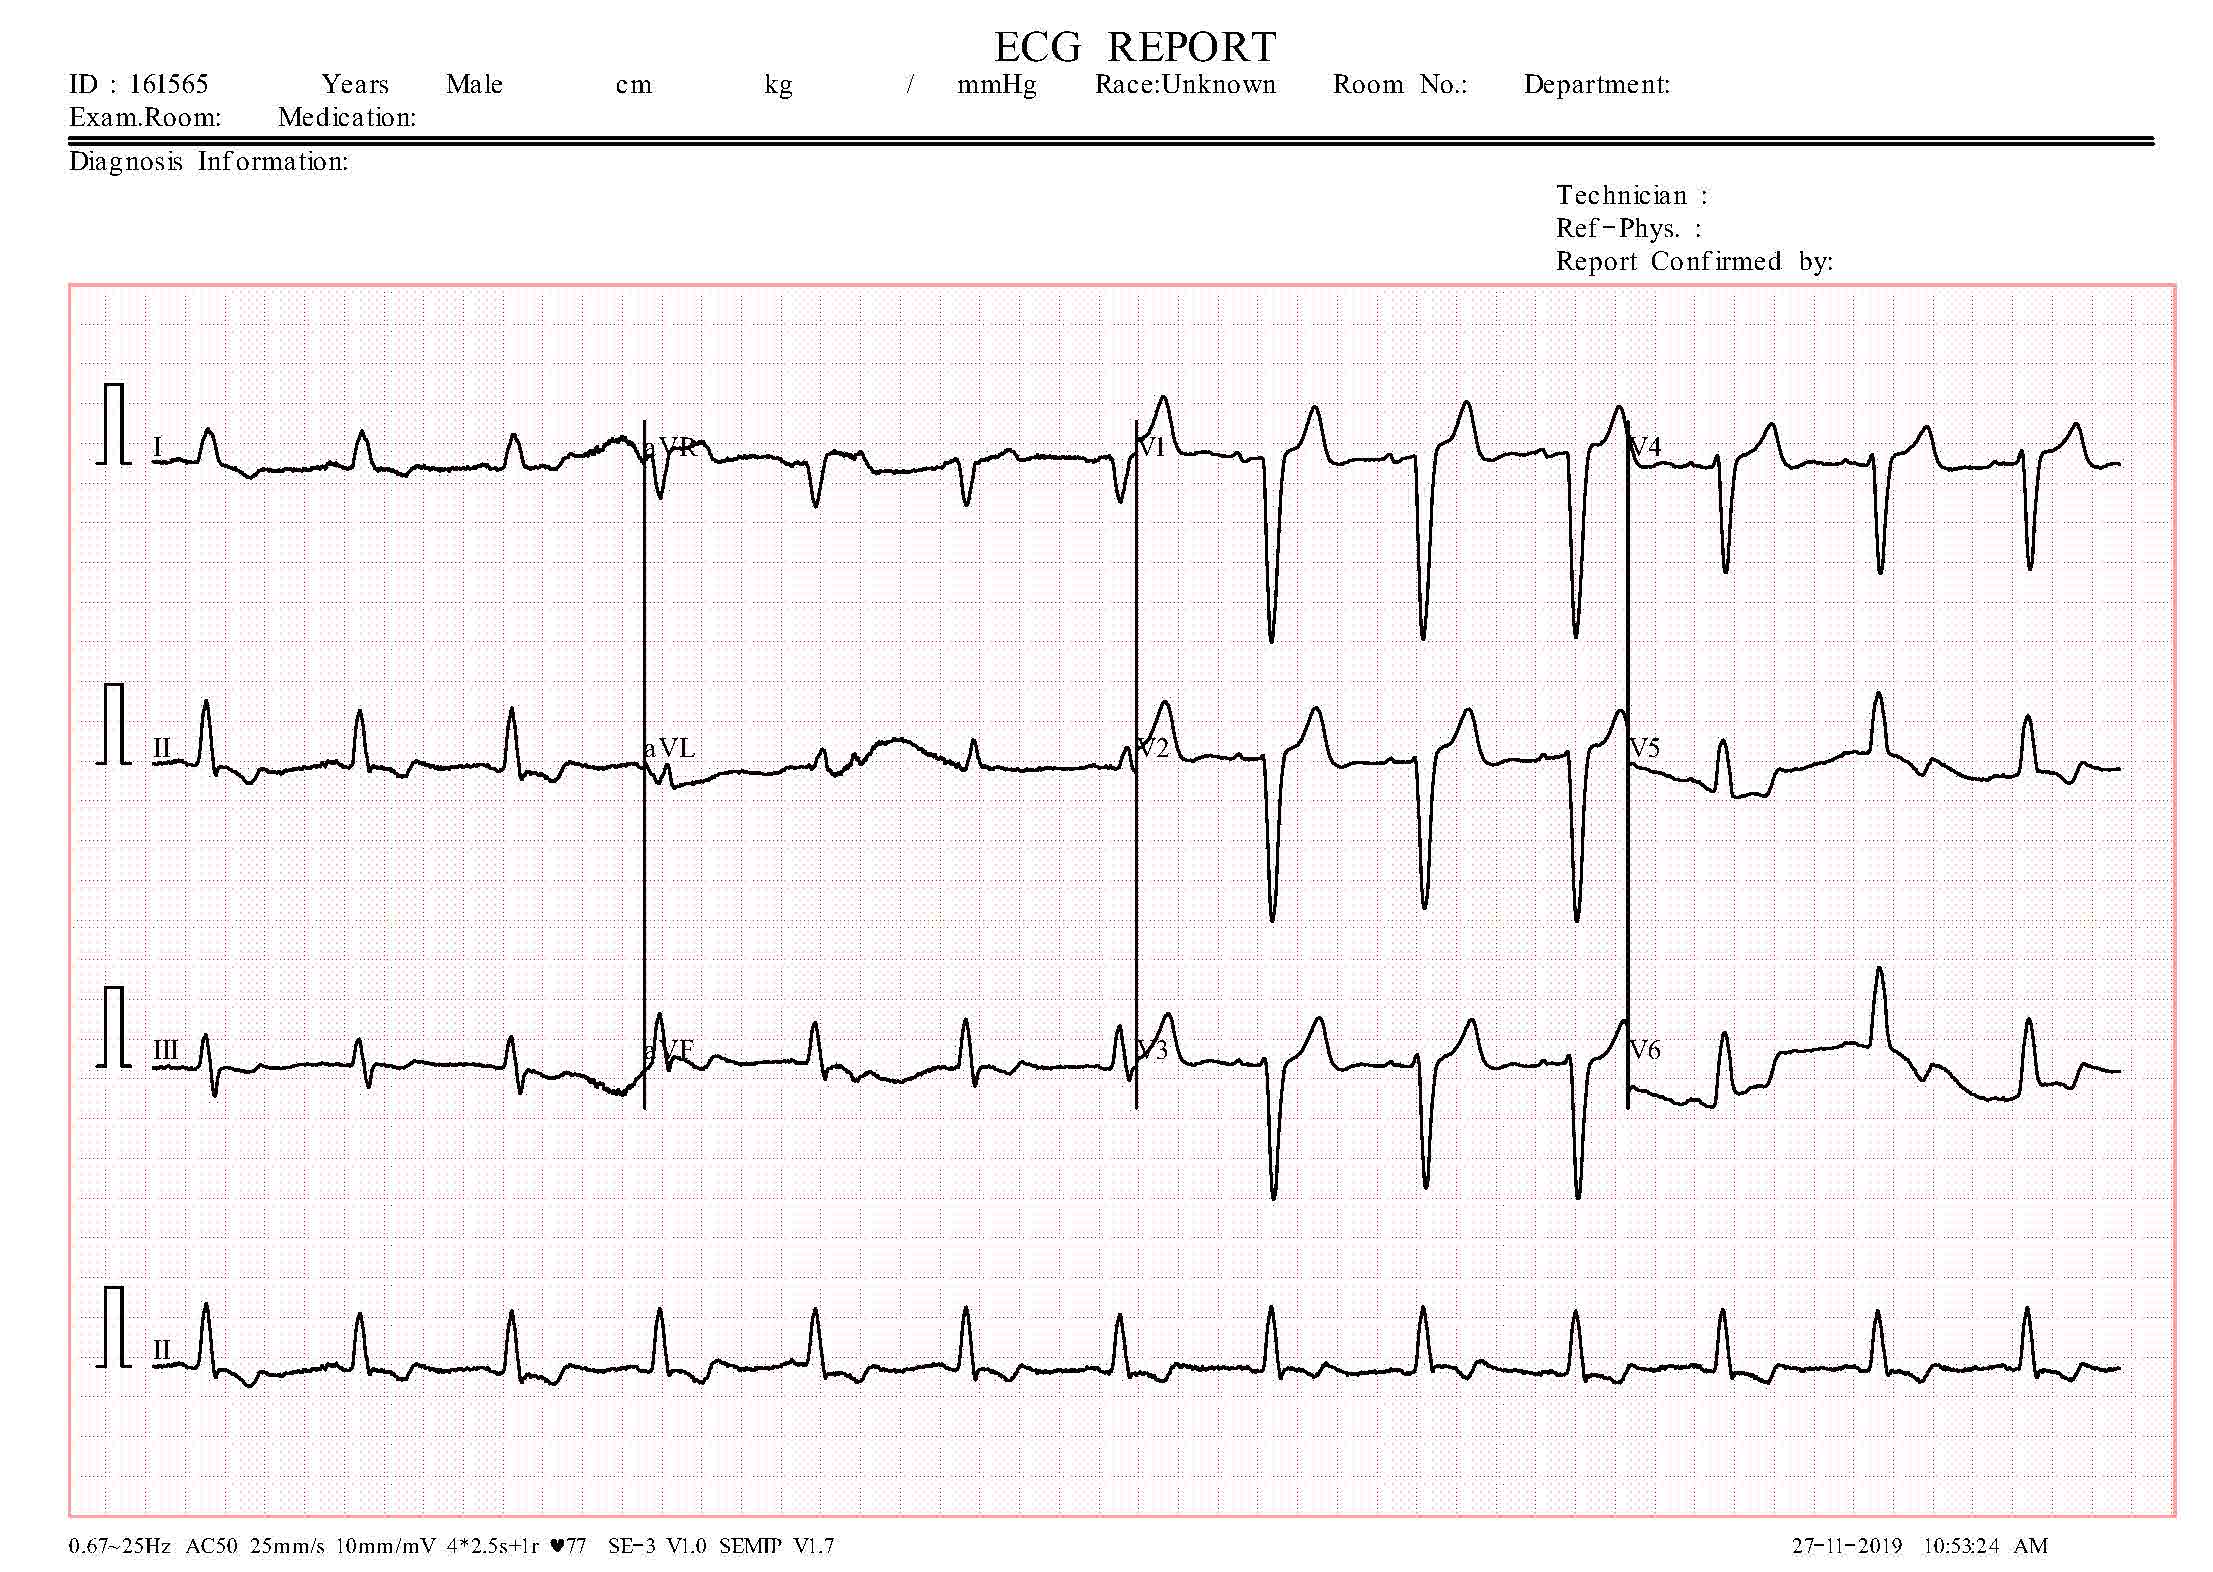 ECG REPORT
ID : 161565 Years Male cm kg / mmHg Race:Unknown Room No.: Department:
Exam.Room: Medication:
Diagnosis Information:
Technician :
Ref-Phys. :
Report Confirmed by:
I aVR V1 V4
II aVL V2 V5
III aVF V3 V6
II
0.67~25Hz AC50 25mm/s 10mm/mV 4*2.5s+1r ♥77 SE-3 V1.0 SEMIP V1.7 27-11-2019 10:53:24 AM